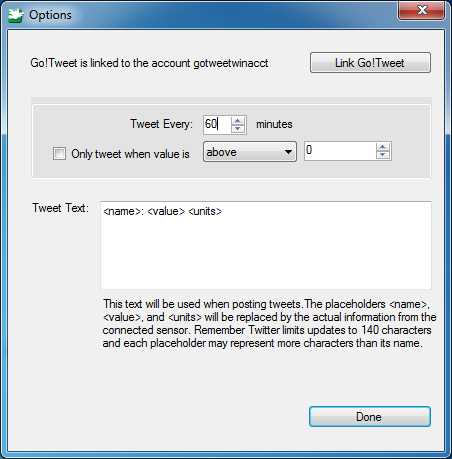 Options
Go!Tweet is linked to the account gotweetwinacct
Link Go!Tweet
Tweet Every: 60 minutes
Only tweet when value is above 0
Tweet Text:
<name>: <value> <units>
This text will be used when posting tweets.The placeholders <name>,
<value>, and <units> will be replaced by the actual information from the
connected sensor. Remember Twitter limits updates to 140 characters
and each placeholder may represent more characters than its name.
Done